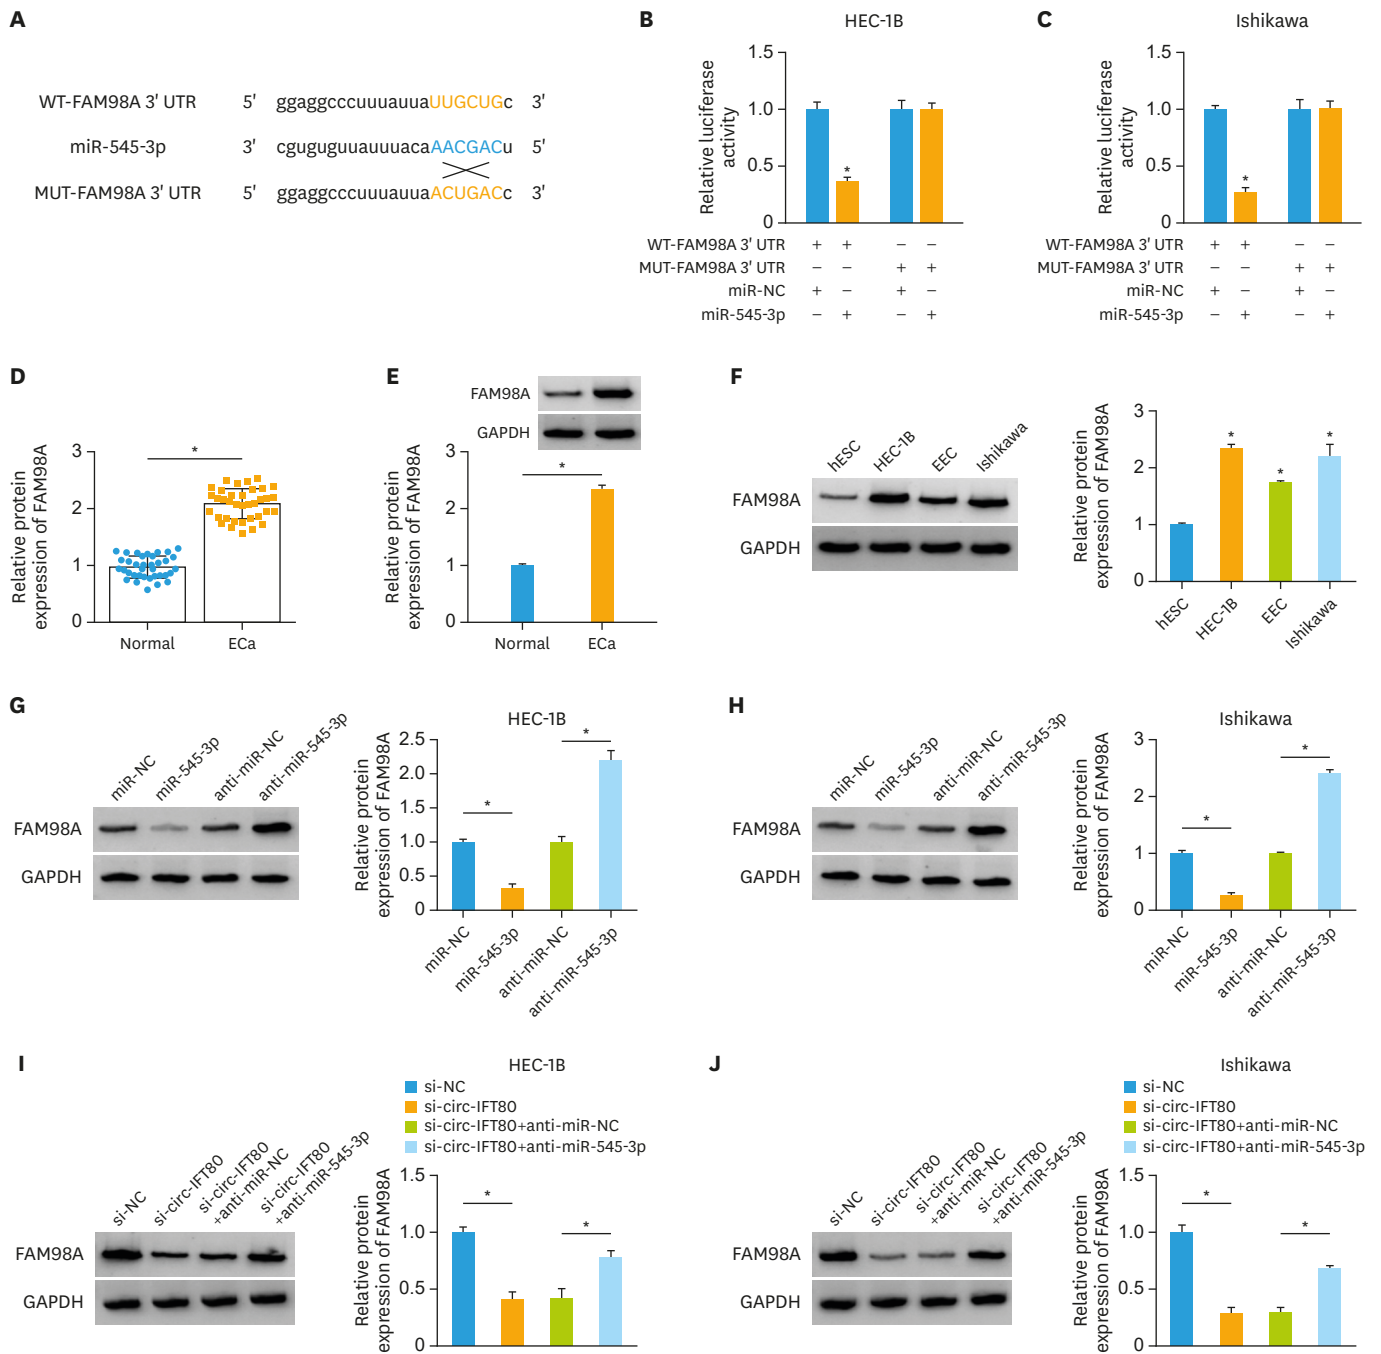 A
WT-FAM98A 3' UTR 5' ggaggcccuuuauuaUUGCUGc 3'
miR-545-3p 3' cguguguuauuuacaAACGACu 5'
MUT-FAM98A 3' UTR 5' ggaggcccuuuauuaACUGACc 3'
B
HEC-1B
Relative luciferase
activity
1.5
1.0
0.5
0
*
WT-FAM98A 3' UTR + + − −
MUT-FAM98A 3' UTR − − + +
miR-NC + − + −
miR-545-3p − + − +
C
Ishikawa
Relative luciferase
activity
1.5
1.0
0.5
0
*
WT-FAM98A 3' UTR + + − −
MUT-FAM98A 3' UTR − − + +
miR-NC + − + −
miR-545-3p − + − +
D
Relative protein
expression of FAM98A
3
2
1
0
*
Normal ECa
E
FAM98A
GAPDH
Relative protein
expression of FAM98A
3
2
1
0
*
Normal ECa
F
hESC HEC-1B EEC Ishikawa
FAM98A
GAPDH
Relative protein
expression of FAM98A
3
2
1
0
* * *
hESC HEC-1B EEC Ishikawa
G
miR-NC miR-545-3p anti-miR-NC anti-miR-545-3p
FAM98A
GAPDH
HEC-1B
Relative protein
expression of FAM98A
2.5
2.0
1.5
1.0
0.5
0
* *
miR-NC miR-545-3p anti-miR-NC anti-miR-545-3p
H
miR-NC miR-545-3p anti-miR-NC anti-miR-545-3p
FAM98A
GAPDH
Ishikawa
Relative protein
expression of FAM98A
3
2
1
0
* *
miR-NC miR-545-3p anti-miR-NC anti-miR-545-3p
I
si-NC si-circ-IFT80 si-circ-IFT80 si-circ-IFT80
+anti-miR-NC +anti-miR-545-3p
FAM98A
GAPDH
HEC-1B
si-NC
si-circ-IFT80
si-circ-IFT80+anti-miR-NC
si-circ-IFT80+anti-miR-545-3p
Relative protein
expression of FAM98A
1.5
1.0
0.5
0
* *
J
si-NC si-circ-IFT80 si-circ-IFT80 si-circ-IFT80
+anti-miR-NC +anti-miR-545-3p
FAM98A
GAPDH
Ishikawa
si-NC
si-circ-IFT80
si-circ-IFT80+anti-miR-NC
si-circ-IFT80+anti-miR-545-3p
Relative protein
expression of FAM98A
1.5
1.0
0.5
0
* *